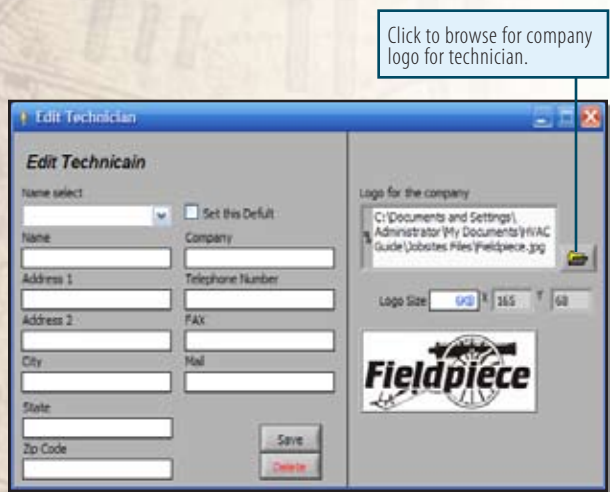 Click to browse for company
logo for technician.
Edit Technician
Edit Technicain
Name select
Set this Defult
Name
Company
Address 1
Telephone Number
Address 2
FAX
City
Mail
State
Zip Code
Save
Delete
Logo for the company
C:\Documents and Settings\
Administrator\My Documents\HVAC
Guide\Jobsites Files\Fieldpiece.jpg
Logo Size X 165 Y 68
Fieldpiece